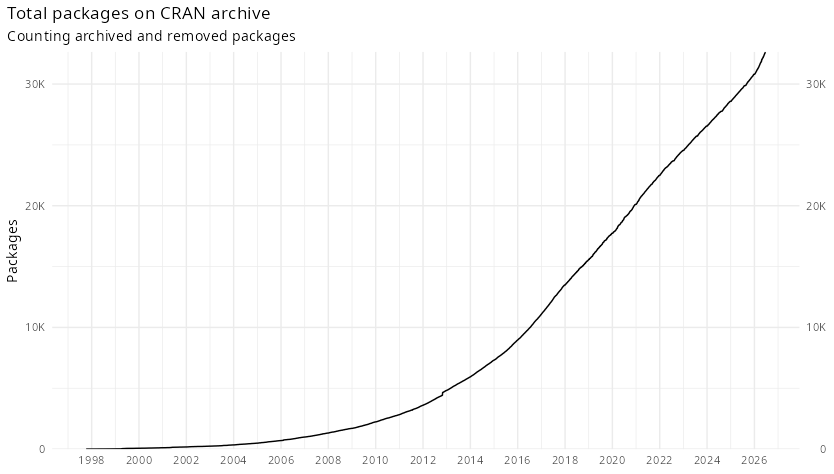 Total packages on CRAN archive
Counting archived and removed packages
30K 30K
20K 20K
Packages
10K 10K
0 0
1998 2000 2002 2004 2006 2008 2010 2012 2014 2016 2018 2020 2022 2024 2026